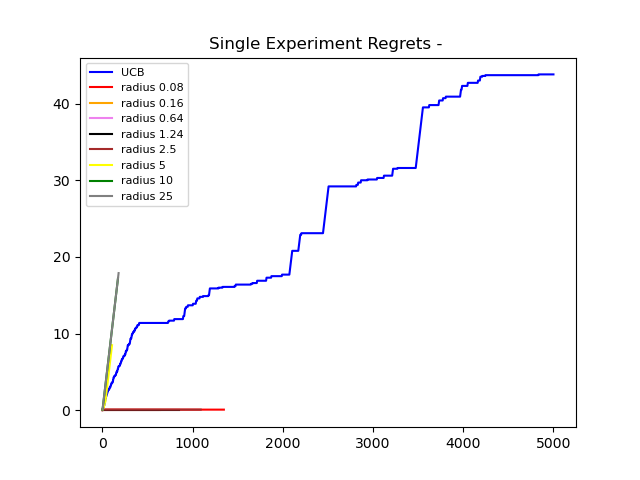 Single Experiment Regrets -
UCB
radius 0.08
radius 0.16
radius 0.64
radius 1.24
radius 2.5
radius 5
radius 10
radius 25
40
30
20
10
0
0 1000 2000 3000 4000 5000